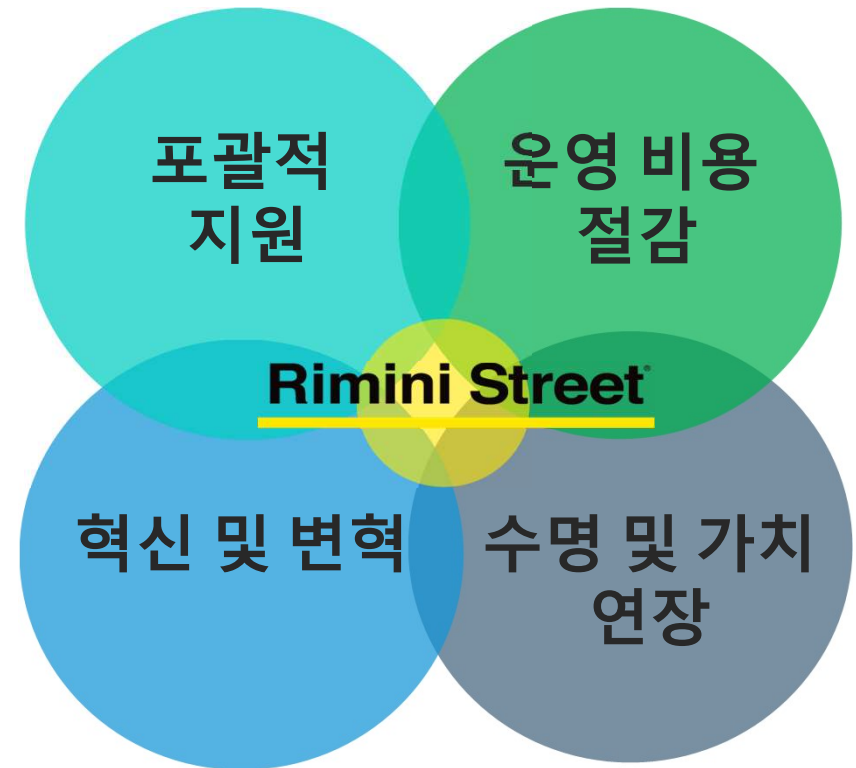 포괄적
지원
운영 비용
절감
Rimini Street
혁신 및 변혁
수명 및 가치
연장